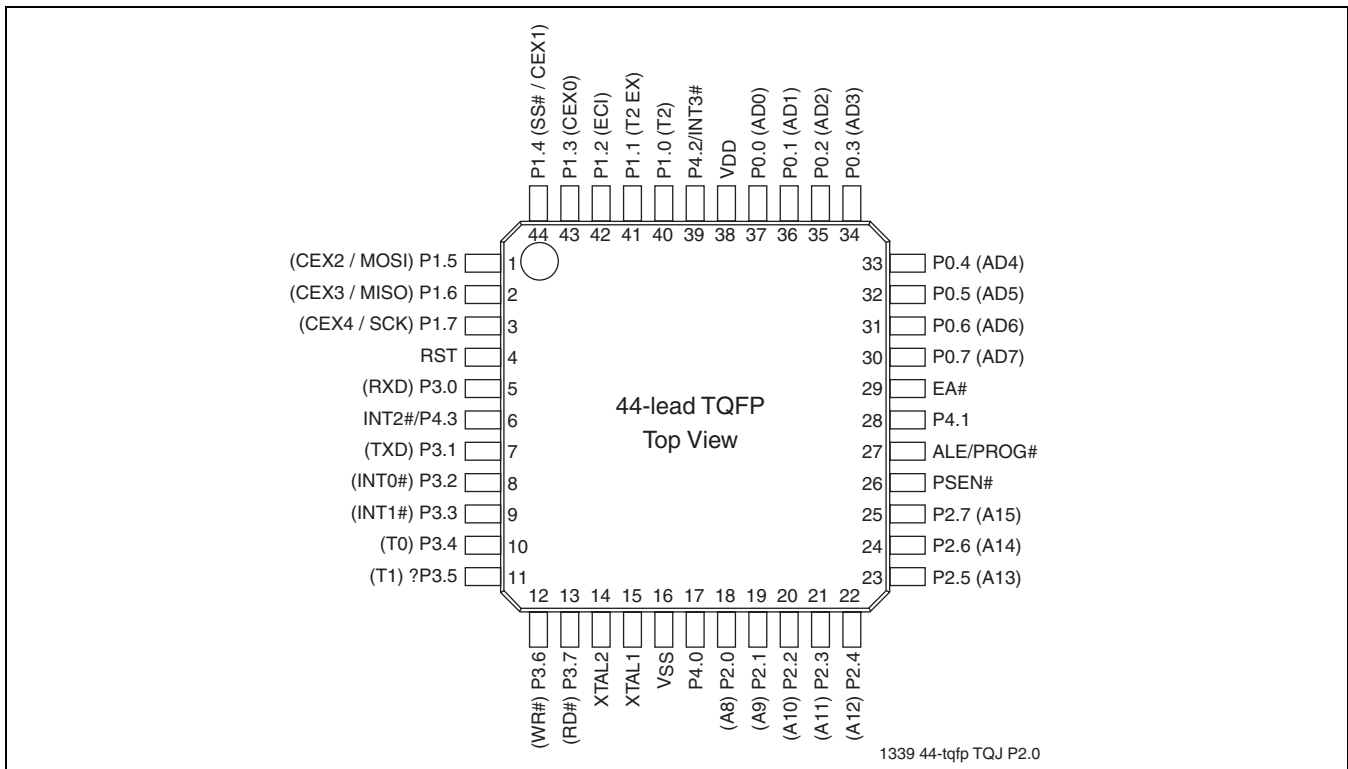 P1.4 (SS# / CEX1)
P1.3 (CEX0)
P1.2 (ECI)
P1.1 (T2 EX)
P1.0 (T2)
P4.2/INT3#
VDD
P0.0 (AD0)
P0.1 (AD1)
P0.2 (AD2)
P0.3 (AD3)
44 43 42 41 40 39 38 37 36 35 34
(CEX2 / MOSI) P1.5 1
(CEX3 / MISO) P1.6 2
(CEX4 / SCK) P1.7 3
RST 4
(RXD) P3.0 5
INT2#/P4.3 6
(TXD) P3.1 7
(INT0#) P3.2 8
(INT1#) P3.3 9
(T0) P3.4 10
(T1) ?P3.5 11
44-lead TQFP
Top View
33 P0.4 (AD4)
32 P0.5 (AD5)
31 P0.6 (AD6)
30 P0.7 (AD7)
29 EA#
28 P4.1
27 ALE/PROG#
26 PSEN#
25 P2.7 (A15)
24 P2.6 (A14)
23 P2.5 (A13)
12 13 14 15 16 17 18 19 20 21 22
(WR#) P3.6
(RD#) P3.7
XTAL2
XTAL1
VSS
P4.0
(A8) P2.0
(A9) P2.1
(A10) P2.2
(A11) P2.3
(A12) P2.4
1339 44-tqfp TQJ P2.0